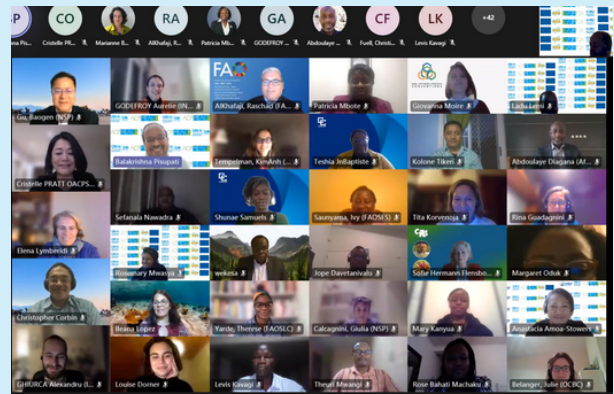 SP
CO
RA
GA
CF
LK
+42
Cristelle PR...
Marianne B...
AlKhafaji, R...
Patricia Mb...
GODEFROY ...
Abdoulaye ...
Fuell, Christi...
Levis Kavagi
Gu, Baogen (NSP)
GODEFROY Aurelie (IN...
AlKhafaji, Raschad (FA...
Patricia Mbote
Giovanna Moire
Ladu Lemi
FAO
Cristelle PRATT OACPS...
Balakrishna Pisupati
Tempelman, KimAnh (...
Teshia JnBaptiste
Kolone Tikeri
Abdoulaye Diagana (Af...
Elena Lymberidi
Sefanaia Nawadra
Shunae Samuels
Saunyama, Ivy (FAOSFS)
Tita Korvenoja
Rina Guadagnini
Christopher Corbin
Rosemary Mwasya
wekesa
Jope Davetanivalu
Sofie Hermann Flensbo...
Margaret Oduk
Ileana Lopez
Yarde, Therese (FAOSLC)
Calcagnini, Giulia (NSP)
Mary Kanyua
Anastacia Amoa-Stowers
GHIURCA Alexandru (I...
Louise Dorner
Levis Kavagi
Theuri Mwangi
Rose Bahati Machaku
Belanger, Julie (OCBC)